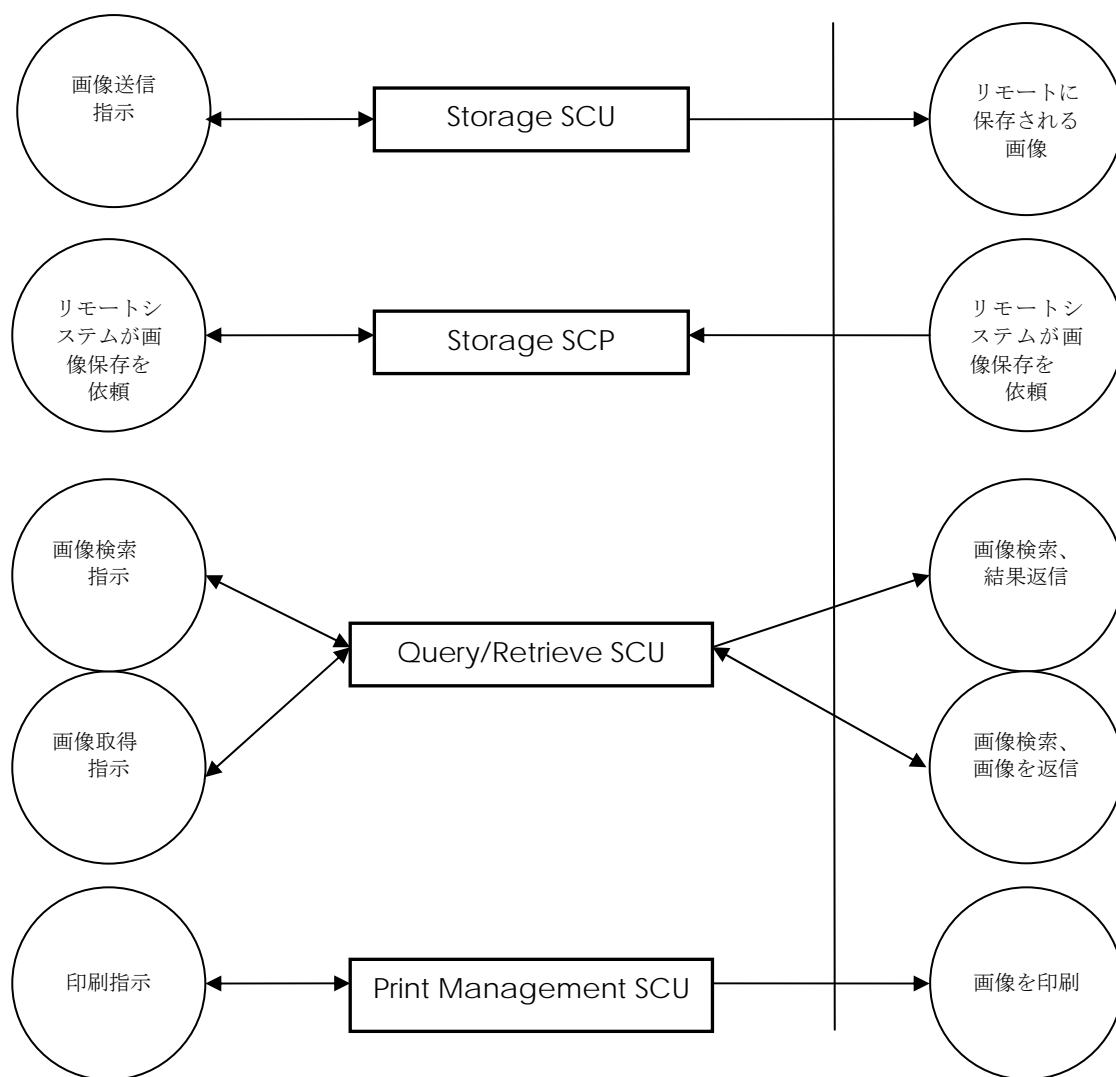 画像送信
指示
Storage SCU
リモートに
保存される
画像
リモートシ
ステムが画
像保存を
依頼
Storage SCP
リモートシ
ステムが画
像保存を
依頼
画像検索
指示
画像取得
指示
Query/Retrieve SCU
画像検索、
結果返信
画像検索、
画像を返信
印刷指示
Print Management SCU
画像を印刷